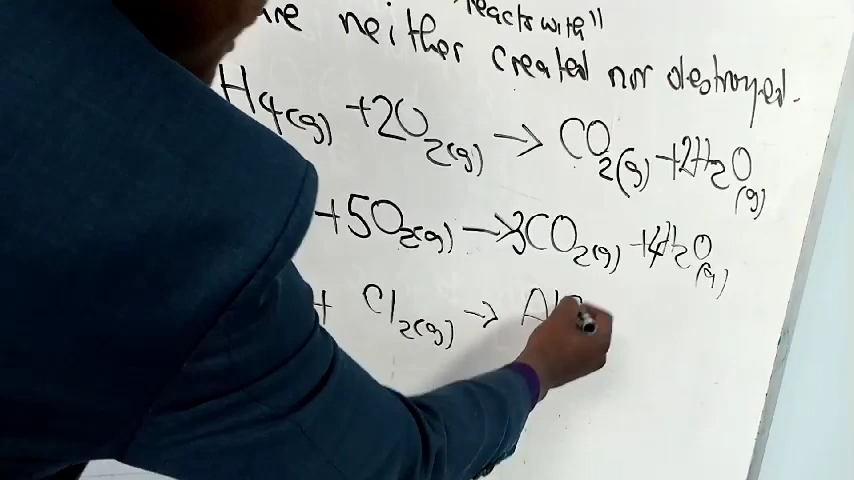 "reacts with"
are neither created nor destroyed.
H4(g) + 2O2(g) → CO2(g) + 2H2O(g)
+ 5O2(g) → 3CO2(g) + 4H2O(g)
+ Cl2(g) → Al